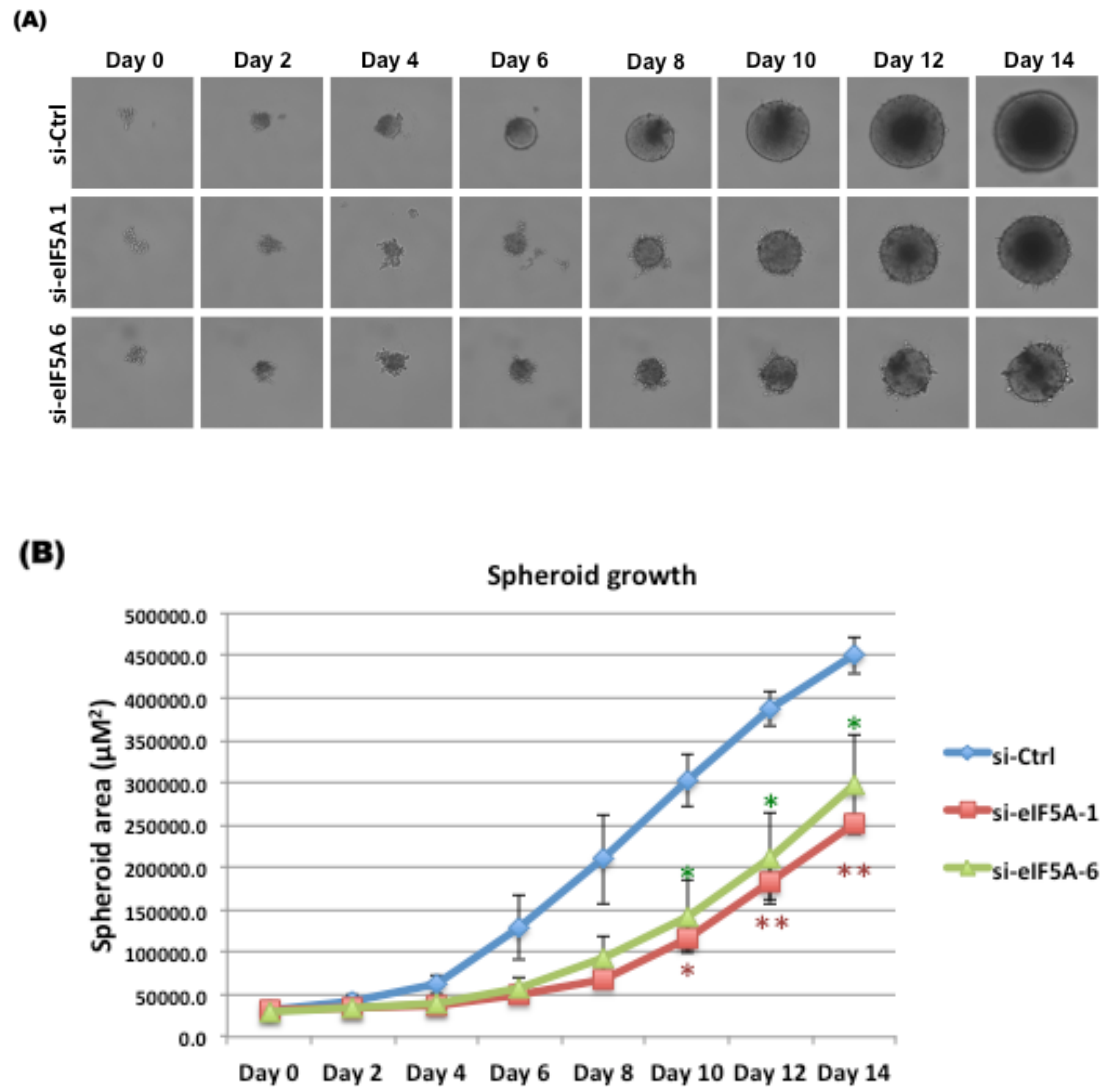 (A)
Day 0 Day 2 Day 4 Day 6 Day 8 Day 10 Day 12 Day 14
si-Ctrl
si-eIF5A 1
si-eIF5A 6
(B)
Spheroid growth
Spheroid area (µM²)
500000.0
450000.0
400000.0
350000.0
300000.0
250000.0
200000.0
150000.0
100000.0
50000.0
0.0
*
*
*
*
**
**
Day 0 Day 2 Day 4 Day 6 Day 8 Day 10 Day 12 Day 14
si-Ctrl
si-eIF5A-1
si-eIF5A-6